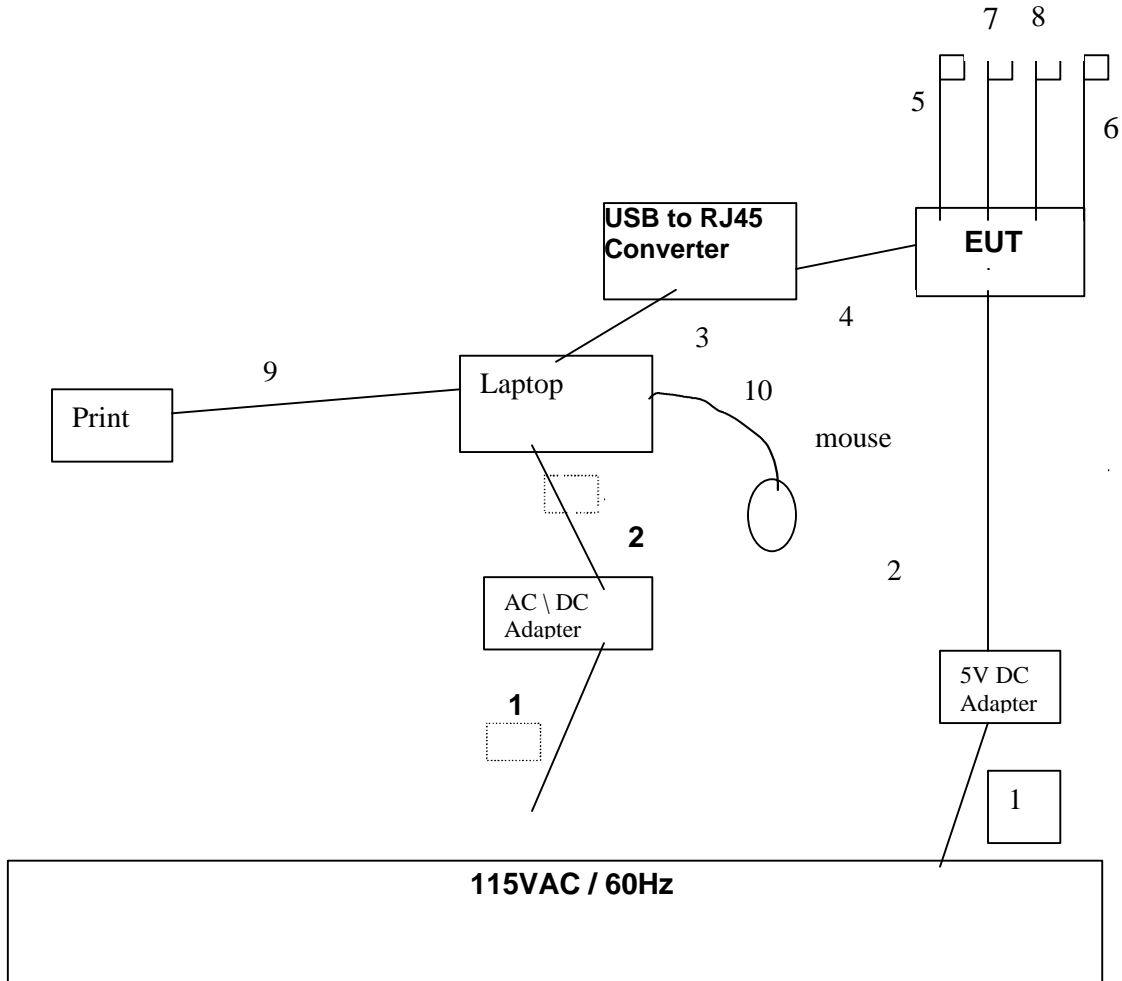 7 8
5
6
USB to RJ45
Converter
EUT
4
3
9
Laptop
10
Print
mouse
2
2
AC \ DC
Adapter
5V DC
Adapter
1
1
115VAC / 60Hz